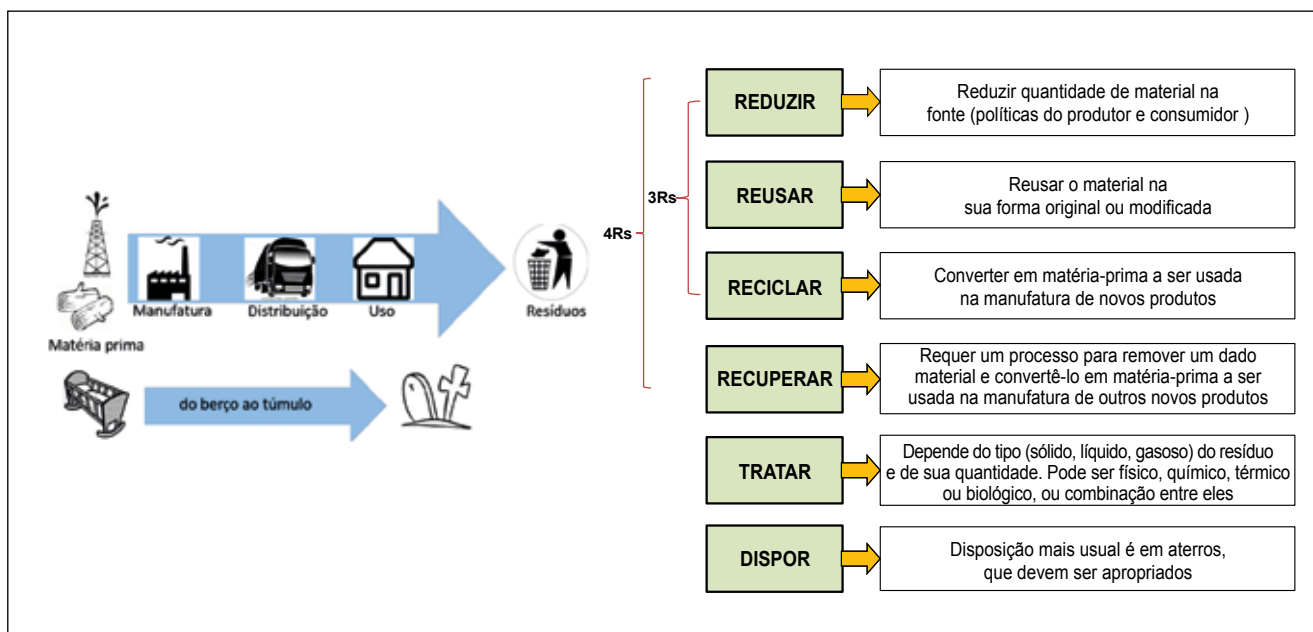 Matéria prima
Manufatura
Distribuição
Uso
Resíduos
do berço ao túmulo
4Rs
3Rs
REDUZIR
Reduzir quantidade de material na
fonte (políticas do produtor e consumidor )
REUSAR
Reusar o material na
sua forma original ou modificada
RECICLAR
Converter em matéria-prima a ser usada
na manufatura de novos produtos
RECUPERAR
Requer um processo para remover um dado
material e convertê-lo em matéria-prima a ser
usada na manufatura de outros novos produtos
TRATAR
Depende do tipo (sólido, líquido, gasoso) do resíduo
e de sua quantidade. Pode ser físico, químico, térmico
ou biológico, ou combinação entre eles
DISPOR
Disposição mais usual é em aterros,
que devem ser apropriados